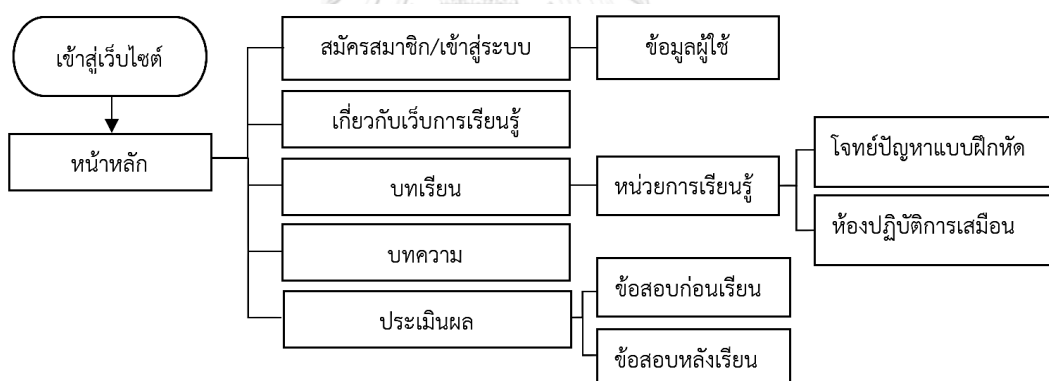 เข้าสู่เว็บไซต์
หน้าหลัก
สมัครสมาชิก/เข้าสู่ระบบ
ข้อมูลผู้ใช้
เกี่ยวกับเว็บการเรียนรู้
บทเรียน
หน่วยการเรียนรู้
โจทย์ปัญหาแบบฝึกหัด
ห้องปฏิบัติการเสมือน
บทความ
ประเมินผล
ข้อสอบก่อนเรียน
ข้อสอบหลังเรียน